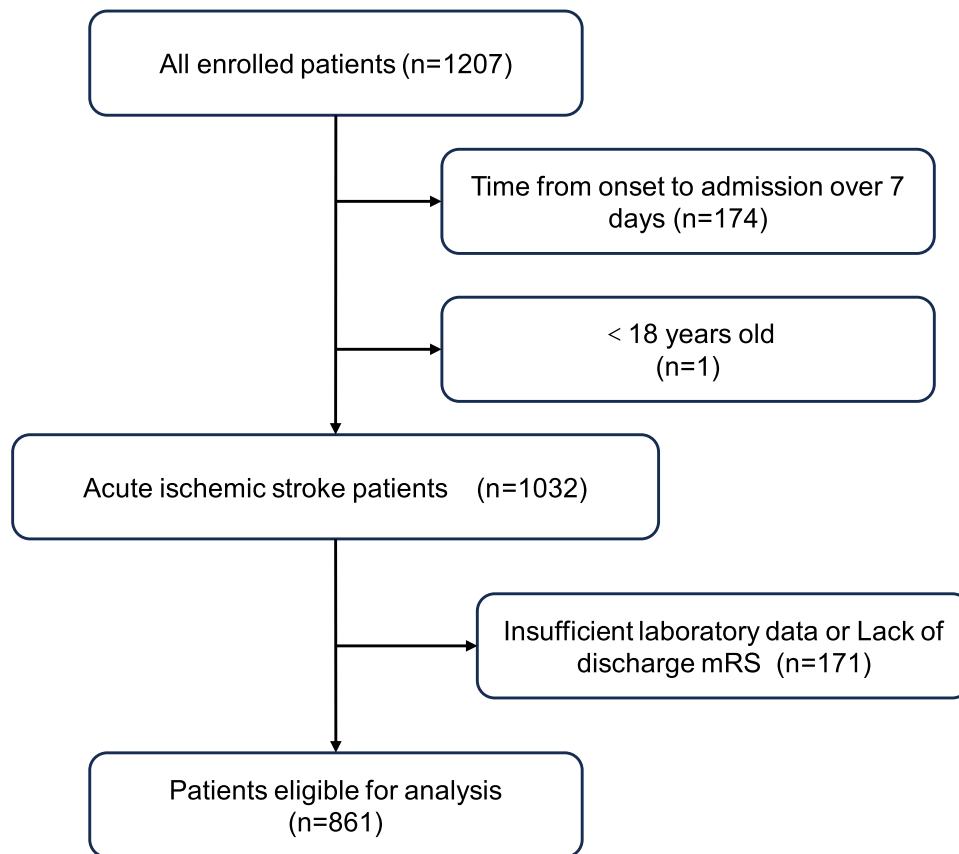 All enrolled patients (n=1207)
Time from onset to admission over 7
days (n=174)
< 18 years old
(n=1)
Acute ischemic stroke patients (n=1032)
Insufficient laboratory data or Lack of
discharge mRS (n=171)
Patients eligible for analysis
(n=861)